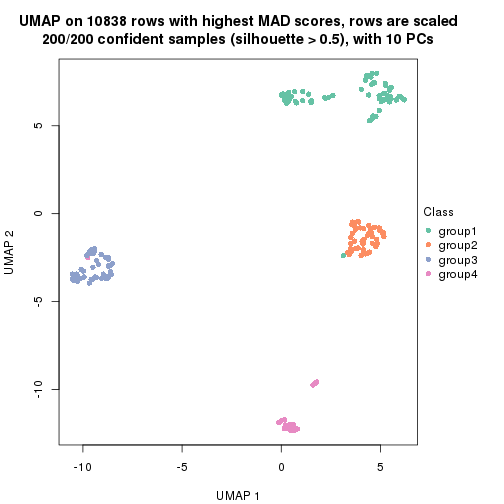 UMAP on 10838 rows with highest MAD scores, rows are scaled
200/200 confident samples (silhouette > 0.5), with 10 PCs
5
0
-5
-10
UMAP 2
-10
-5
0
5
UMAP 1
Class
group1
group2
group3
group4